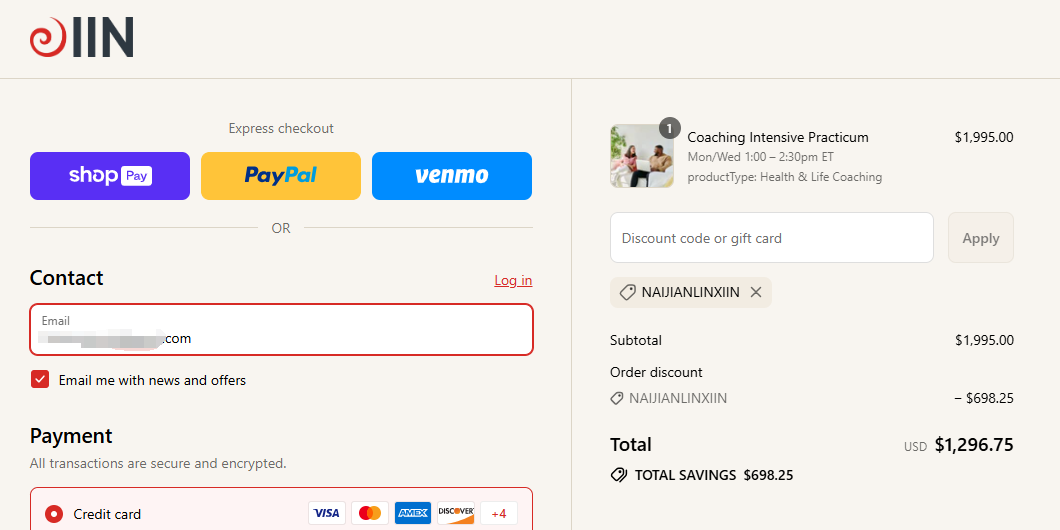 IIN
Express checkout
shop Pay
PayPal
venmo
OR
Contact
Log in
Email
.com
Email me with news and offers
Payment
All transactions are secure and encrypted.
Credit card
VISA
AMEX
DISCOVER
+4
1
Coaching Intensive Practicum
$1,995.00
Mon/Wed 1:00 – 2:30pm ET
productType: Health & Life Coaching
Discount code or gift card
Apply
NAIJIANLINXIIN
Subtotal
$1,995.00
Order discount
NAIJIANLINXIIN
– $698.25
Total
USD $1,296.75
TOTAL SAVINGS $698.25